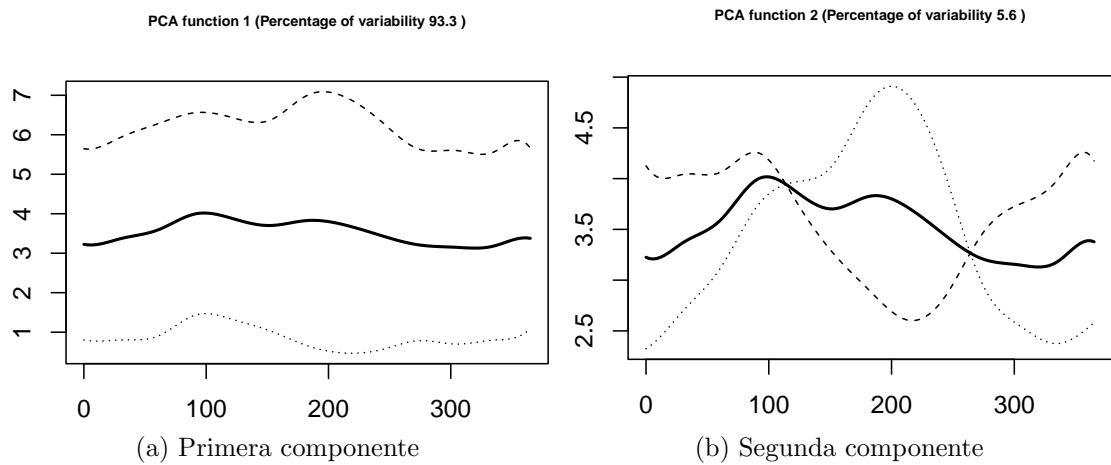 PCA function 1 (Percentage of variability 93.3 )
7
6
5
4
3
2
1
0 100 200 300
(a) Primera componente
PCA function 2 (Percentage of variability 5.6 )
4.5
3.5
2.5
0 100 200 300
(b) Segunda componente